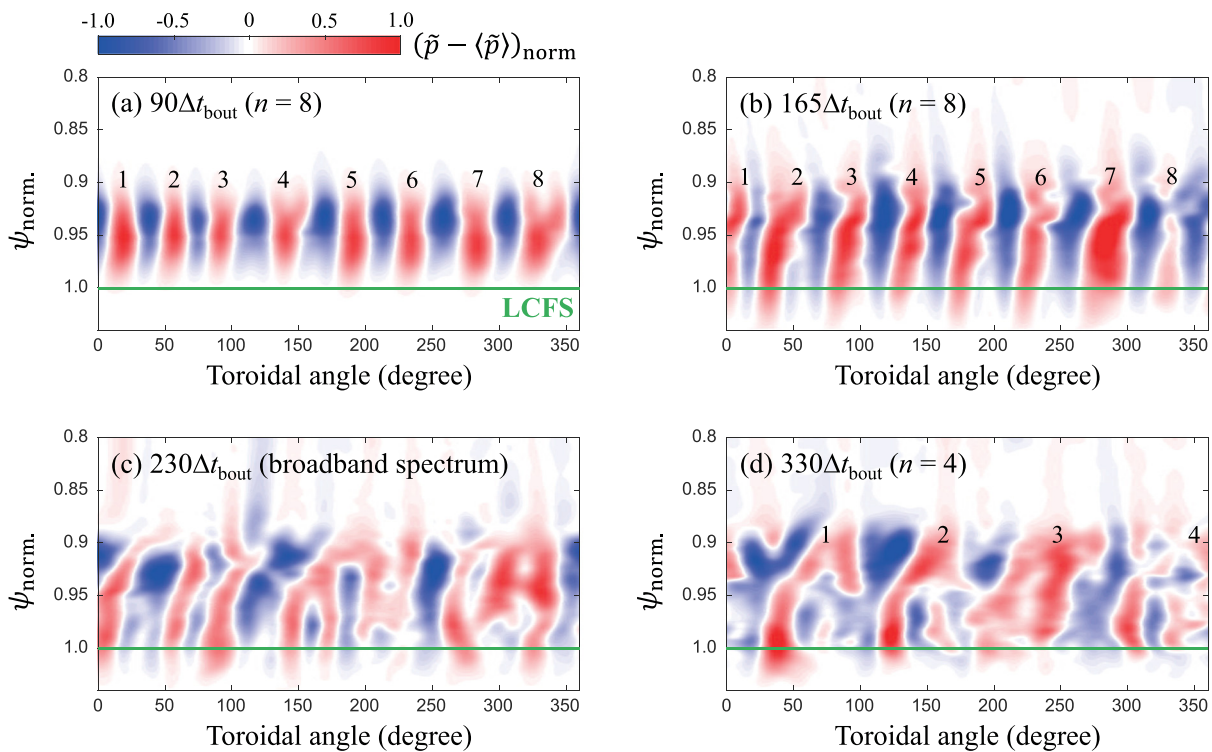 -1.0 -0.5 0 0.5 1.0
(p̃ − ⟨p̃⟩)norm
0.8
(a) 90Δtbout (n = 8)
0.85
0.9
1 2 3 4 5 6 7 8
ψnorm.
0.95
1.0
LCFS
0 50 100 150 200 250 300 350
Toroidal angle (degree)
0.8
(b) 165Δtbout (n = 8)
0.85
0.9
1 2 3 4 5 6 7 8
ψnorm.
0.95
1.0
0 50 100 150 200 250 300 350
Toroidal angle (degree)
0.8
(c) 230Δtbout (broadband spectrum)
0.85
0.9
ψnorm.
0.95
1.0
0 50 100 150 200 250 300 350
Toroidal angle (degree)
0.8
(d) 330Δtbout (n = 4)
0.85
0.9
1 2 3 4
ψnorm.
0.95
1.0
0 50 100 150 200 250 300 350
Toroidal angle (degree)